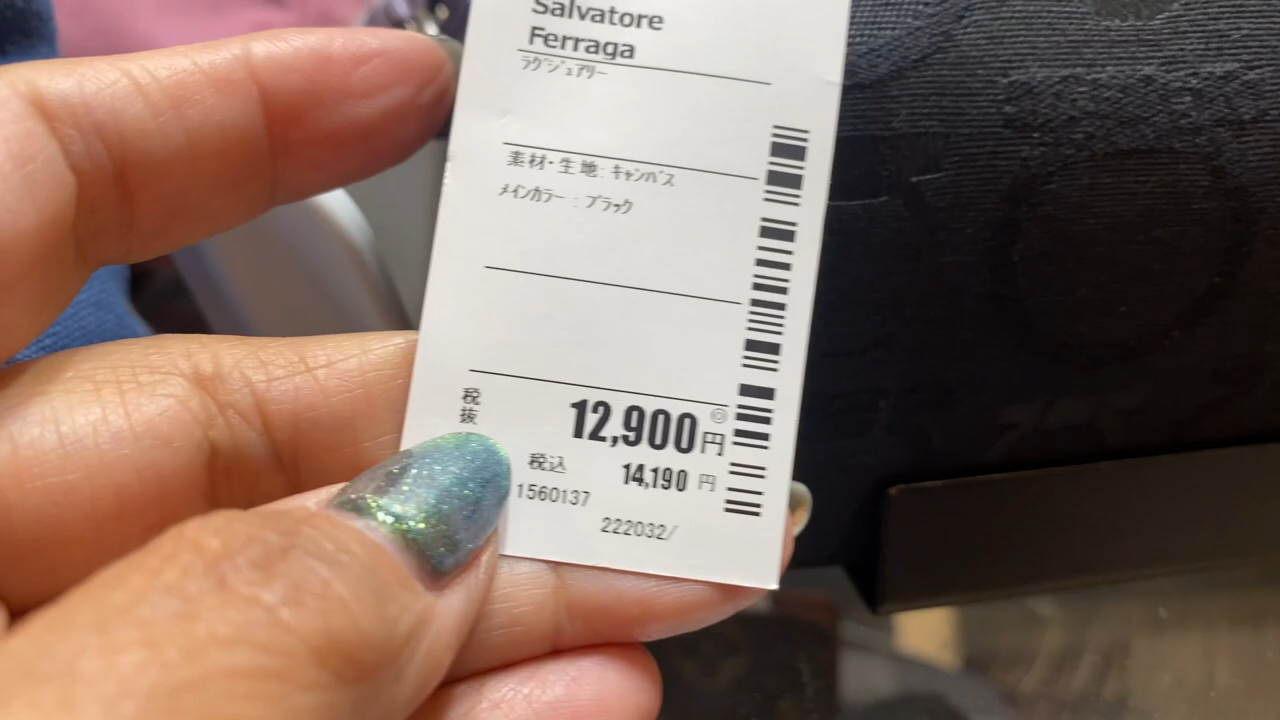 Salvatore
Ferraga
ラグジュアリー
素材・生地: キャンバス
メインカラー : ブラック
税抜
12,900円
税込 14,190 円
1560137
222032/